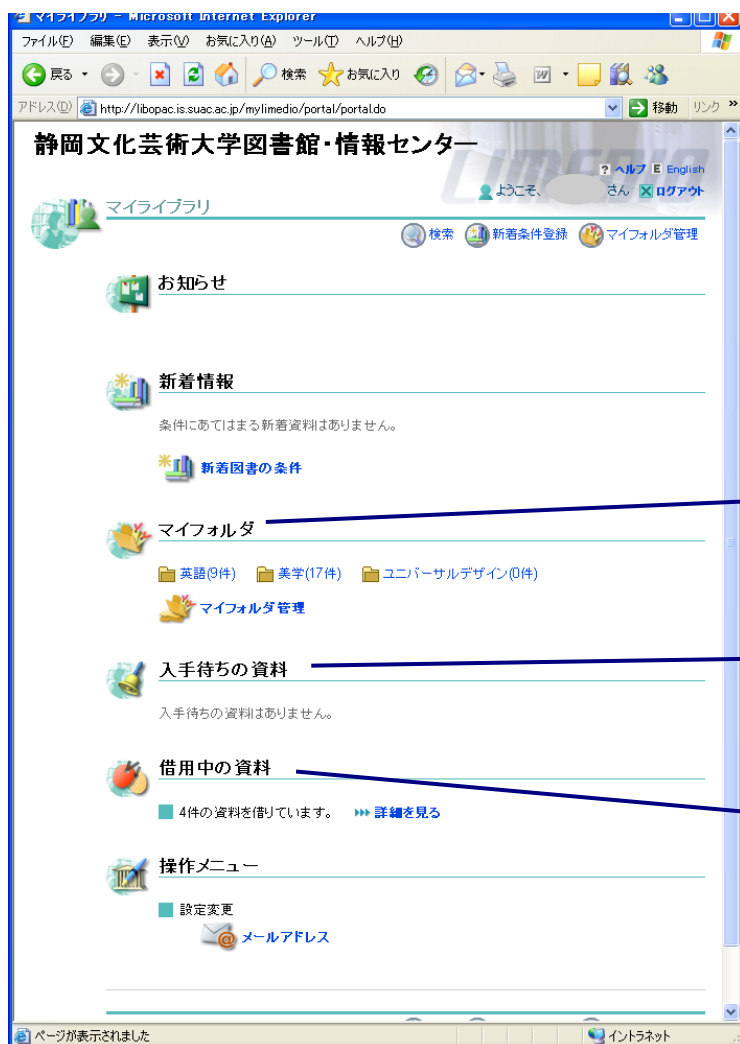 マイライブラリ - Microsoft Internet Explorer
ファイル(F) 編集(E) 表示(V) お気に入り(A) ツール(T) ヘルプ(H)
戻る 検索 お気に入り
アドレス(D) http://libopac.is.suac.ac.jp/mylimedio/portal/portal.do 移動 リンク »
静岡文化芸術大学図書館・情報センター
LIMEDIO
? ヘルプ E English
ようこそ、 さん ログアウト
マイライブラリ
検索 新着条件登録 マイフォルダ管理
お知らせ
新着情報
条件にあてはまる新着資料はありません。
新着図書の条件
マイフォルダ
英語(9件) 美学(17件) ユニバーサルデザイン(0件)
マイフォルダ管理
入手待ちの資料
入手待ちの資料はありません。
借用中の資料
4件の資料を借りています。 詳細を見る
操作メニュー
設定変更
メールアドレス
ページが表示されました イントラネット